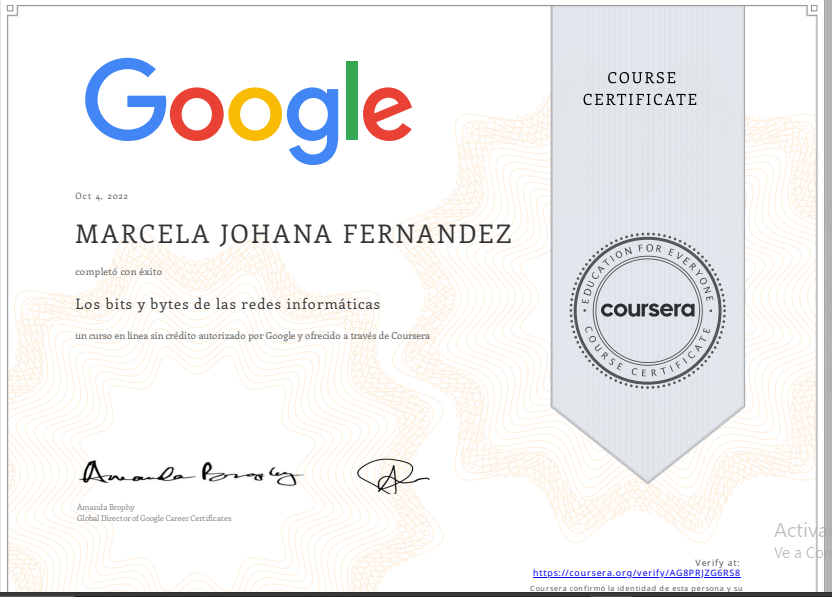 Google
COURSE
CERTIFICATE
Oct 4, 2022
MARCELA JOHANA FERNANDEZ
completó con éxito
Los bits y bytes de las redes informáticas
un curso en línea sin crédito autorizado por Google y ofrecido a través de Coursera
EDUCATION FOR EVERYONE
coursera
COURSE CERTIFICATE
Amanda Brophy
Amanda Brophy
Global Director of Google Career Certificates
Activa
Ve a Co
Verify at:
https://coursera.org/verify/AG8PRJZG6RS8
Coursera confirmó la identidad de esta persona y su